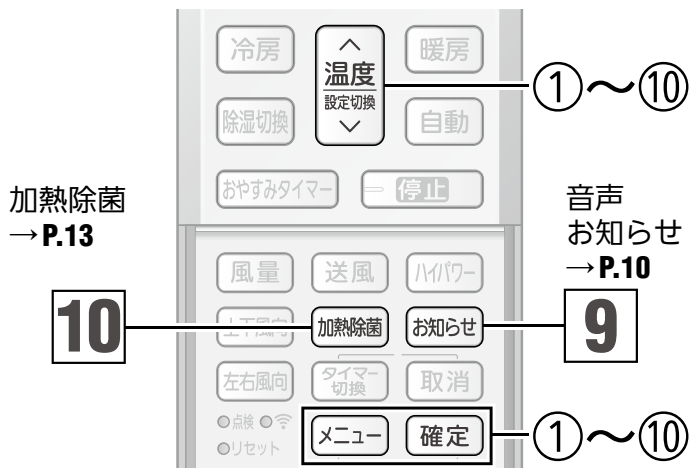 冷房
温度
設定切換
暖房
①〜⑩
除湿切換
自動
おやすみタイマー
停止
加熱除菌
→P.13
音声
お知らせ
→P.10
風量
送風
ハイパワー
10
上下風向
加熱除菌
お知らせ
9
左右風向
タイマー
切換
取消
点検
リセット
メニュー
確定
①〜⑩